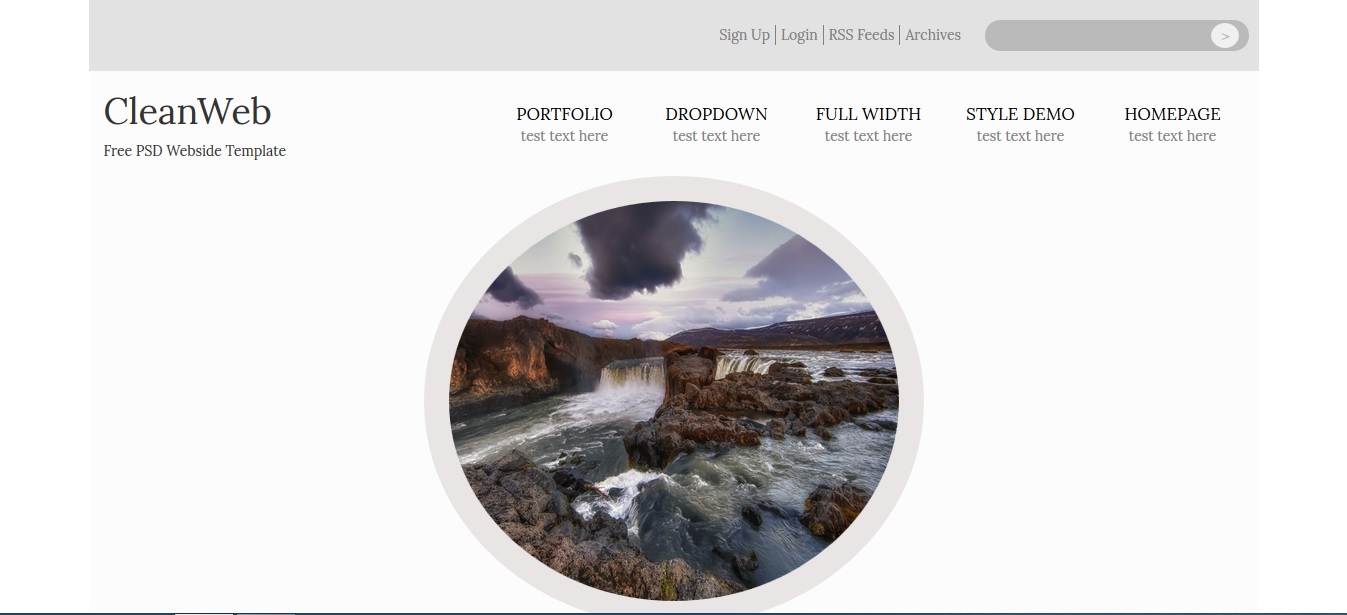 Sign Up Login RSS Feeds Archives >
CleanWeb
Free PSD Webside Template
PORTFOLIO DROPDOWN FULL WIDTH STYLE DEMO HOMEPAGE
test text here test text here test text here test text here test text here